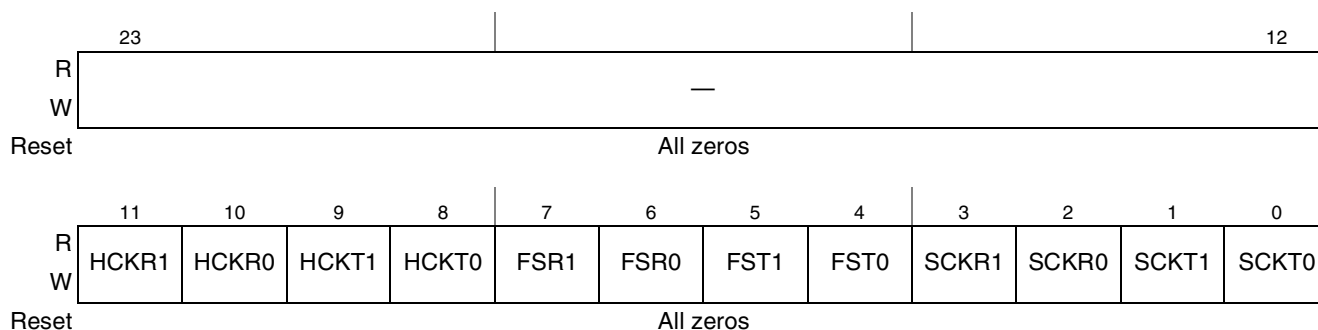 23 12
R
—
W
Reset All zeros
11 10 9 8 7 6 5 4 3 2 1 0
R
HCKR1 HCKR0 HCKT1 HCKT0 FSR1 FSR0 FST1 FST0 SCKR1 SCKR0 SCKT1 SCKT0
W
Reset All zeros